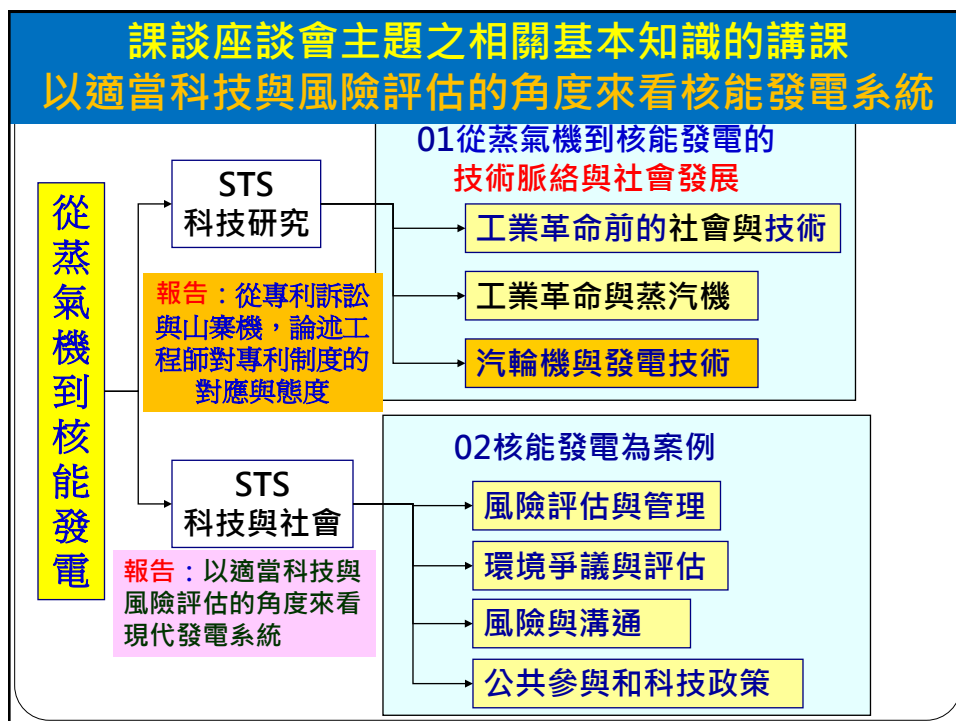 課談座談會主題之相關基本知識的講課
以適當科技與風險評估的角度來看核能發電系統
從蒸氣機到核能發電
STS
科技研究
報告：從專利訴訟
與山寨機，論述工
程師對專利制度的
對應與態度
01從蒸氣機到核能發電的
技術脈絡與社會發展
工業革命前的社會與技術
工業革命與蒸汽機
汽輪機與發電技術
STS
科技與社會
報告：以適當科技與
風險評估的角度來看
現代發電系統
02核能發電為案例
風險評估與管理
環境爭議與評估
風險與溝通
公共參與和科技政策